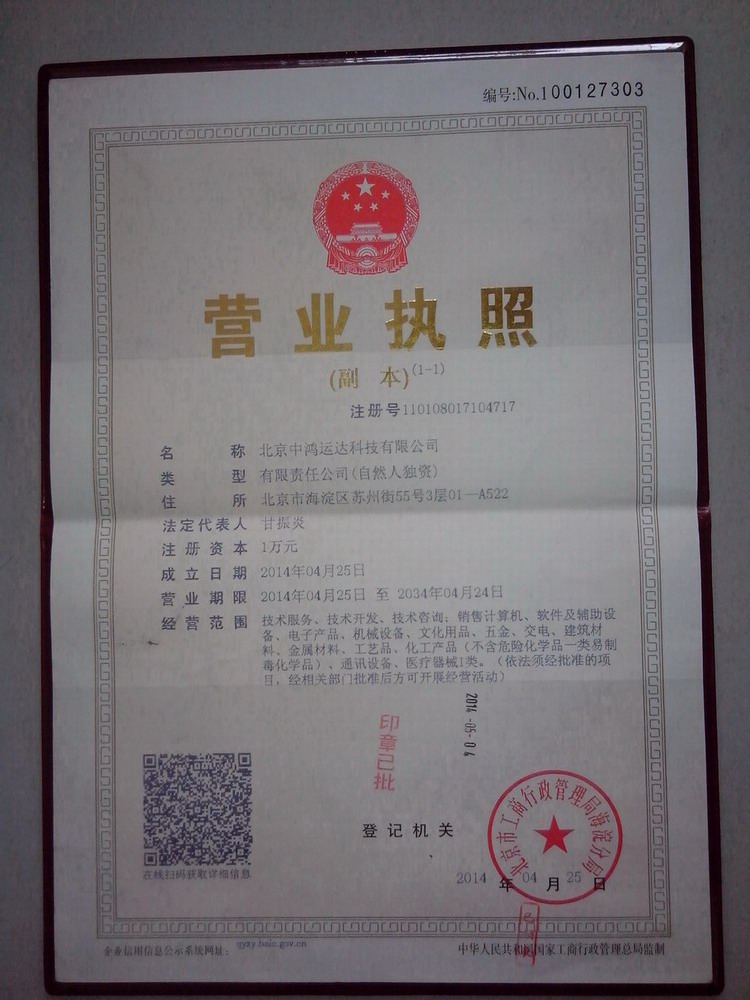 编号:No.100127303
营业执照
(副 本)(1-1)
注册号110108017104717
名 称 北京中鸿运达科技有限公司
类 型 有限责任公司(自然人独资)
住 所 北京市海淀区苏州街55号3层01—A522
法定代表人 甘振炎
注册资本 1万元
成立日期 2014年04月25日
营业期限 2014年04月25日 至 2034年04月24日
经营范围 技术服务、技术开发、技术咨询；销售计算机、软件及辅助设
备、电子产品、机械设备、文化用品、五金、交电、建筑材
料、金属材料、工艺品、化工产品（不含危险化学品一类易制
毒化学品）、通讯设备、医疗器械I类。（依法须经批准的项
目，经相关部门批准后方可开展经营活动）
2014-05-04
印章已批
登记机关
北京市工商行政管理局海淀分局
2014 年 04 月 25 日
在线扫码获取详细信息
企业信用信息公示系统网址： qyxy.baic.gov.cn
中华人民共和国国家工商行政管理总局监制